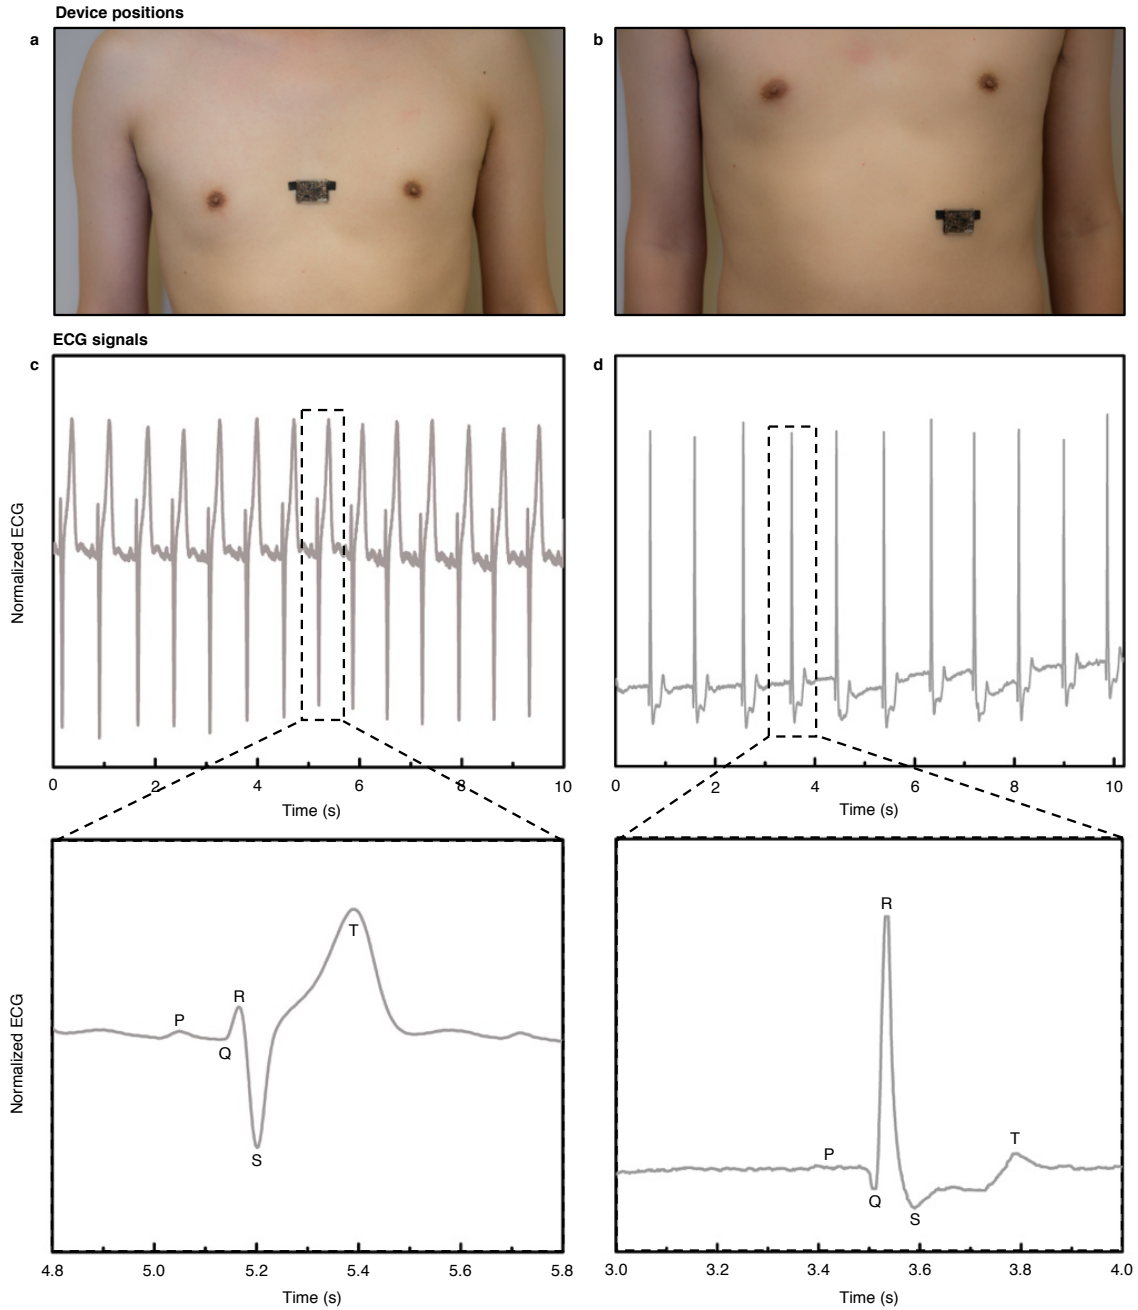 Device positions
a
b
ECG signals
c
d
Normalized ECG
0 2 4 6 8 10
Time (s)
0 2 4 6 8 10
Time (s)
Normalized ECG
P
Q
R
S
T
4.8 5.0 5.2 5.4 5.6 5.8
Time (s)
P
Q
R
S
T
3.0 3.2 3.4 3.6 3.8 4.0
Time (s)